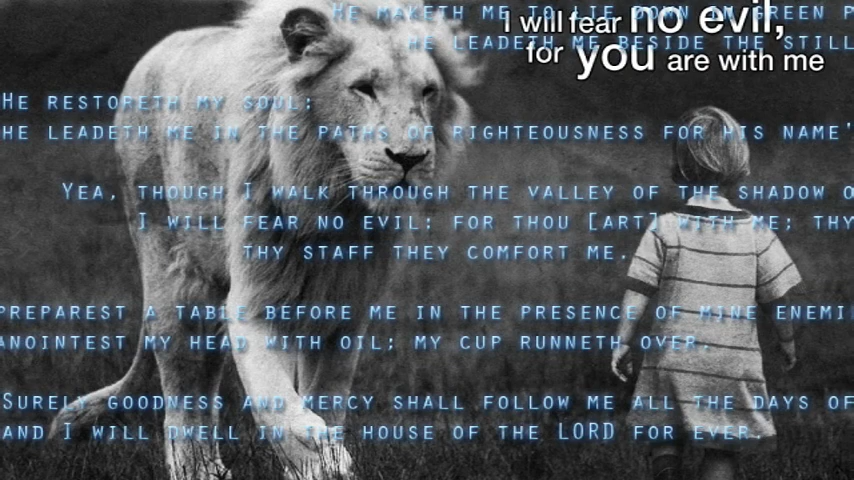 He maketh me to lie down in green p
I will fear no evil,
he leadeth me beside the still
for you are with me
He restoreth my soul:
he leadeth me in the paths of righteousness for his name'
Yea, though I walk through the valley of the shadow o
I will fear no evil: for thou [art] with me; thy
thy staff they comfort me.
preparest a table before me in the presence of mine enemi
anointest my head with oil; my cup runneth over.
Surely goodness and mercy shall follow me all the days of
and I will dwell in the house of the LORD for ever.